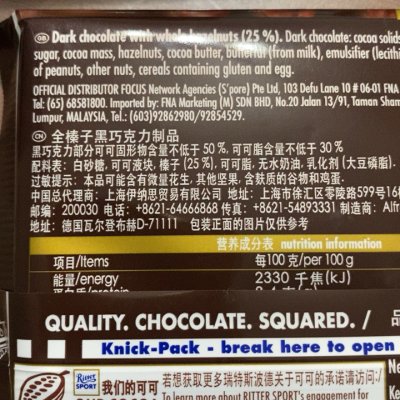 GB Dark chocolate with whole hazelnuts (25 %). Dark chocolate: cocoa solids
sugar, cocoa mass, hazelnuts, cocoa butter, butterfat (from milk), emulsifier (lecith
of peanuts, other nuts, cereals containing gluten and egg.
OFFICIAL DISTRIBUTOR FOCUS Network Agencies (S'pore) Pte Ltd, 103 Defu Lane 10 # 06-01 FNA
Tel: (65) 68581800. Imported by: FNA Marketing (M) SDN BHD, No.20 Jalan 13/91, Taman Sham
Lumpur, MALAYSIA, Tel.: (603)92862980/92854529.
CN 全榛子黑巧克力制品
黑巧克力部分可可固形物含量不低于 50 %, 可可脂含量不低于 30 %
配料表: 白砂糖, 可可液块, 榛子 (25 %), 可可脂, 无水奶油, 乳化剂 (大豆磷脂).
过敏提示: 本品可能含有微量花生, 其他坚果, 含麸质的谷物和鸡蛋.
中国总经销商: 上海伊纳思贸易有限公司 地址: 上海市徐汇区零陵路599号16
邮编: 200030 电话: +8621-64666868 传真: +8621-54893331 制造商: Alfr
地址: 德国瓦尔登布赫D-71111 包装正面的图片仅供参考
营养成分表 nutrition information
项目/Items 每100 克/per 100 g
能量/energy 2330 千焦(kJ)
QUALITY. CHOCOLATE. SQUARED. /
Knick-Pack - break here to open
RITTER SPORT 我们的可可 若想获取更多瑞特斯波德关于可可的承诺请访问:/
To learn more about RITTER SPORT's engagement for